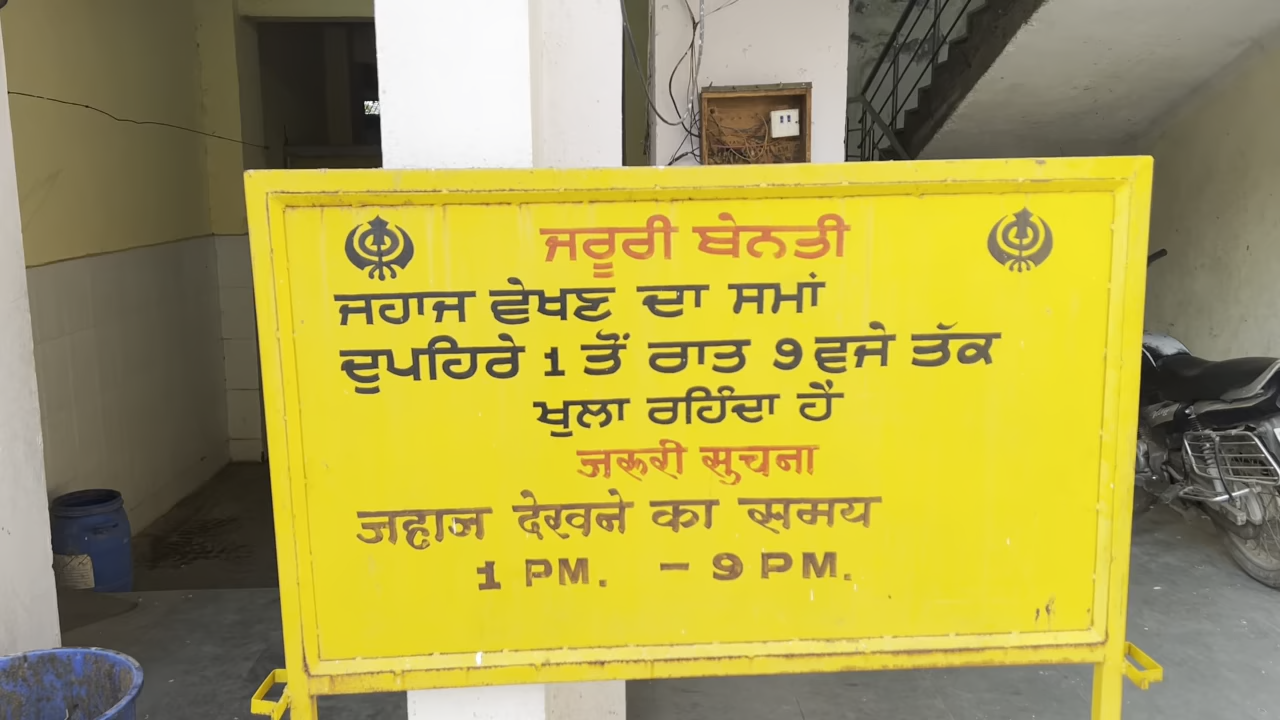 ਜਰੂਰੀ ਬੇਨਤੀ
ਜਹਾਜ ਵੇਖਣ ਦਾ ਸਮਾਂ
ਦੁਪਹਿਰੇ 1 ਤੋਂ ਰਾਤ 9 ਵਜੇ ਤੱਕ
ਖੁਲਾ ਰਹਿੰਦਾ ਹੈਂ
जरूरी सुचना
जहाज देखने का समय
1 PM. - 9 PM.